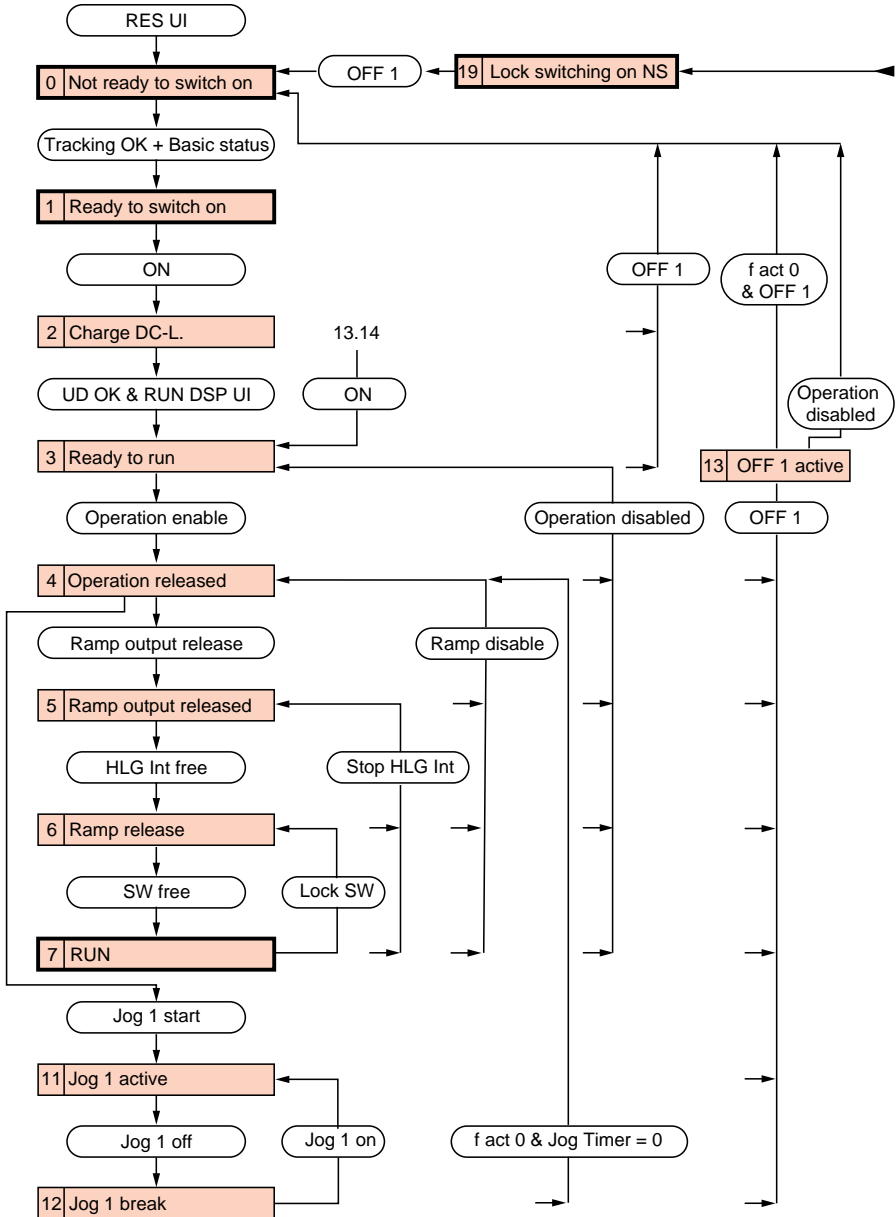 RES UI
0 Not ready to switch on
OFF 1
19 Lock switching on NS
Tracking OK + Basic status
1 Ready to switch on
ON
OFF 1
f act 0
& OFF 1
2 Charge DC-L.
13.14
UD OK & RUN DSP UI
ON
Operation
disabled
3 Ready to run
13 OFF 1 active
Operation enable
Operation disabled
OFF 1
4 Operation released
Ramp output release
Ramp disable
5 Ramp output released
HLG Int free
Stop HLG Int
6 Ramp release
SW free
Lock SW
7 RUN
Jog 1 start
11 Jog 1 active
Jog 1 off
Jog 1 on
f act 0 & Jog Timer = 0
12 Jog 1 break